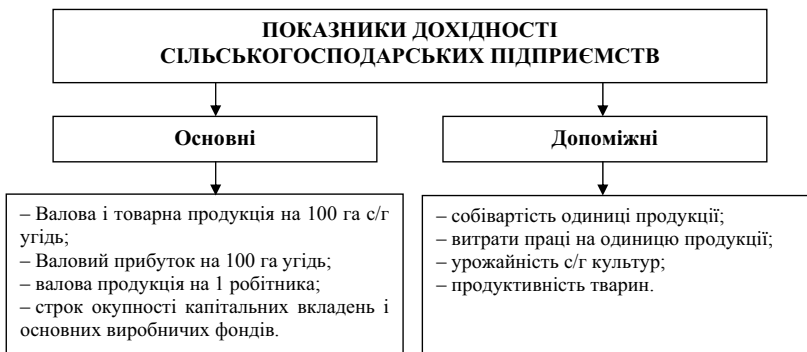 ПОКАЗНИКИ ДОХІДНОСТІ
СІЛЬСЬКОГОСПОДАРСЬКИХ ПІДПРИЄМСТВ
Основні
Допоміжні
– Валова і товарна продукція на 100 га с/г
угідь;
– Валовий прибуток на 100 га угідь;
– валова продукція на 1 робітника;
– строк окупності капітальних вкладень і
основних виробничих фондів.
– собівартість одиниці продукції;
– витрати праці на одиницю продукції;
– урожайність с/г культур;
– продуктивність тварин.